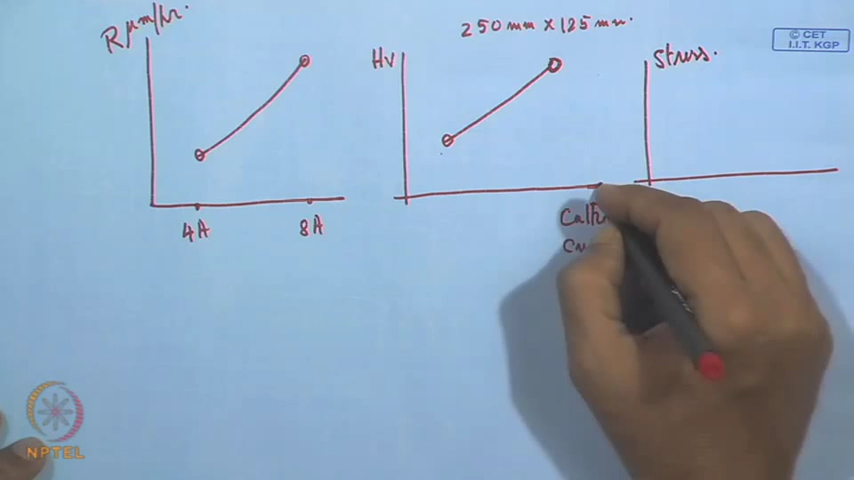 R μm/hr.
250 mm × 125 mm.
© CET
I.I.T. KGP
Hv
Stress.
4A
8A
NPTEL